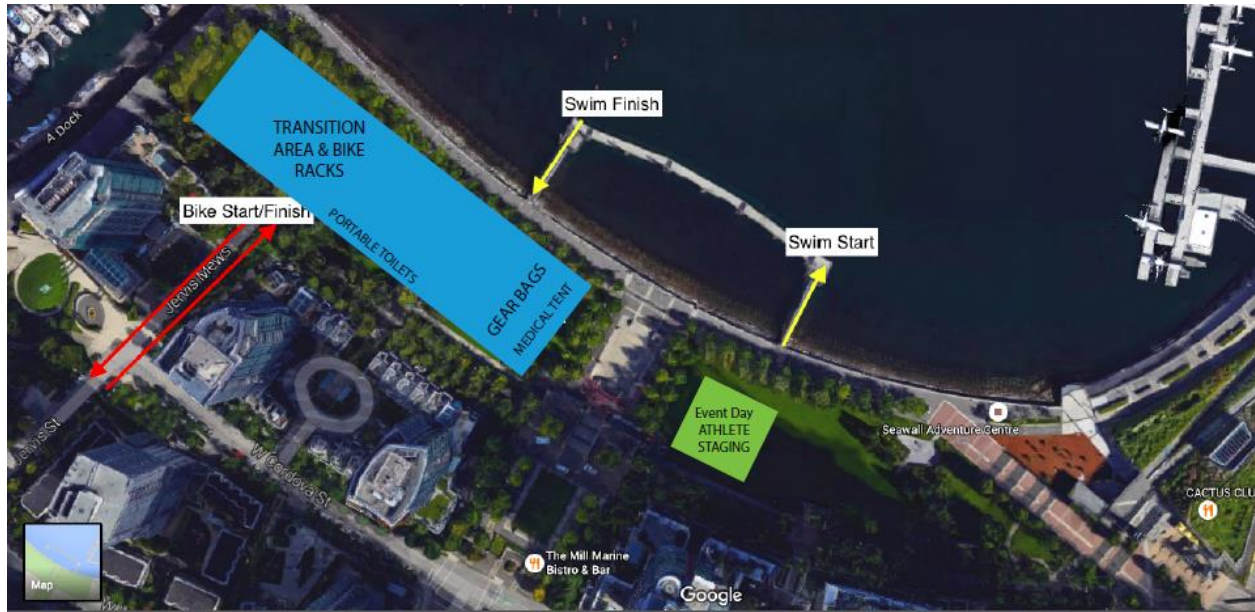 Swim Finish
TRANSITION
AREA & BIKE
RACKS
A Dock
Bike Start/Finish
PORTABLE TOILETS
Swim Start
Jervis Mews
GEAR BAGS
MEDICAL TENT
Event Day
ATHLETE
STAGING
Seawall Adventure Centre
Jervis St
W Cordova St
CACTUS CLU
The Mill Marine
Bistro & Bar
Map
Google